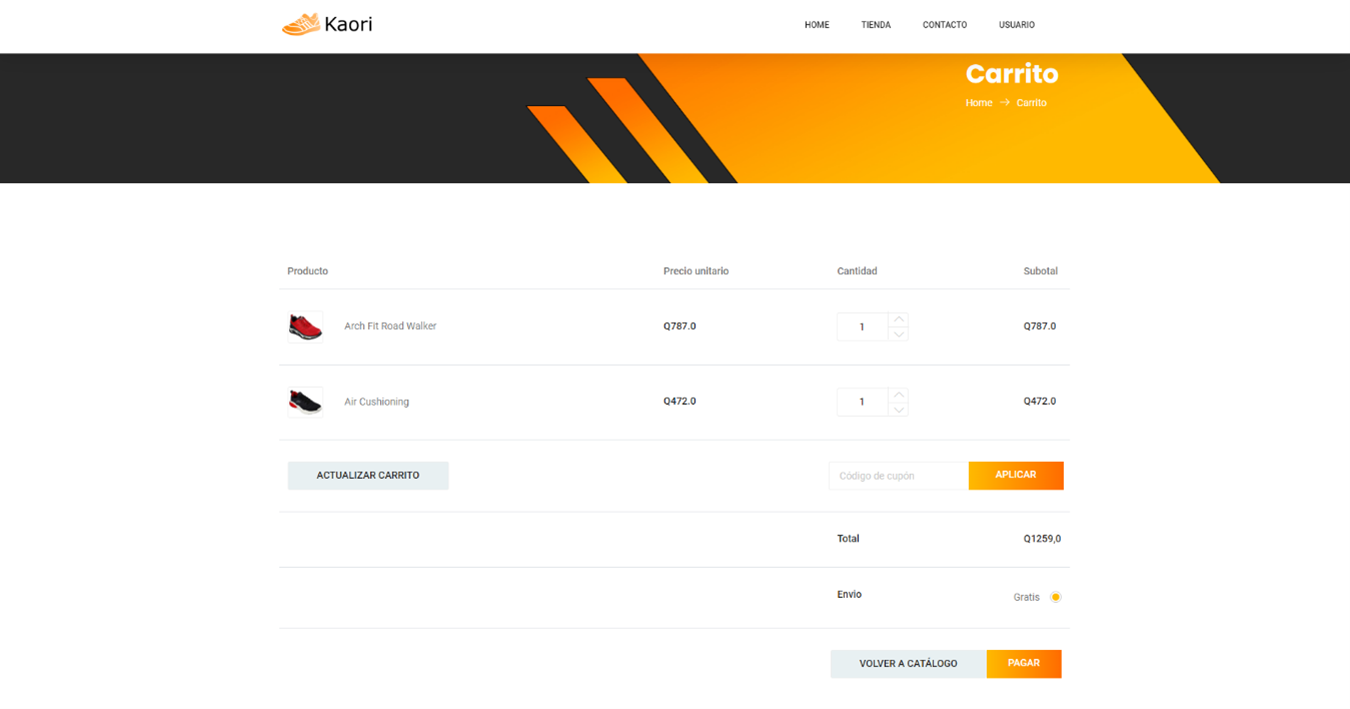 Kaori
HOME TIENDA CONTACTO USUARIO
Carrito
Home → Carrito
Producto Precio unitario Cantidad Subotal
Arch Fit Road Walker Q787.0 1 Q787.0
Air Cushioning Q472.0 1 Q472.0
ACTUALIZAR CARRITO Código de cupón APLICAR
Total Q1259,0
Envio Gratis
VOLVER A CATÁLOGO PAGAR